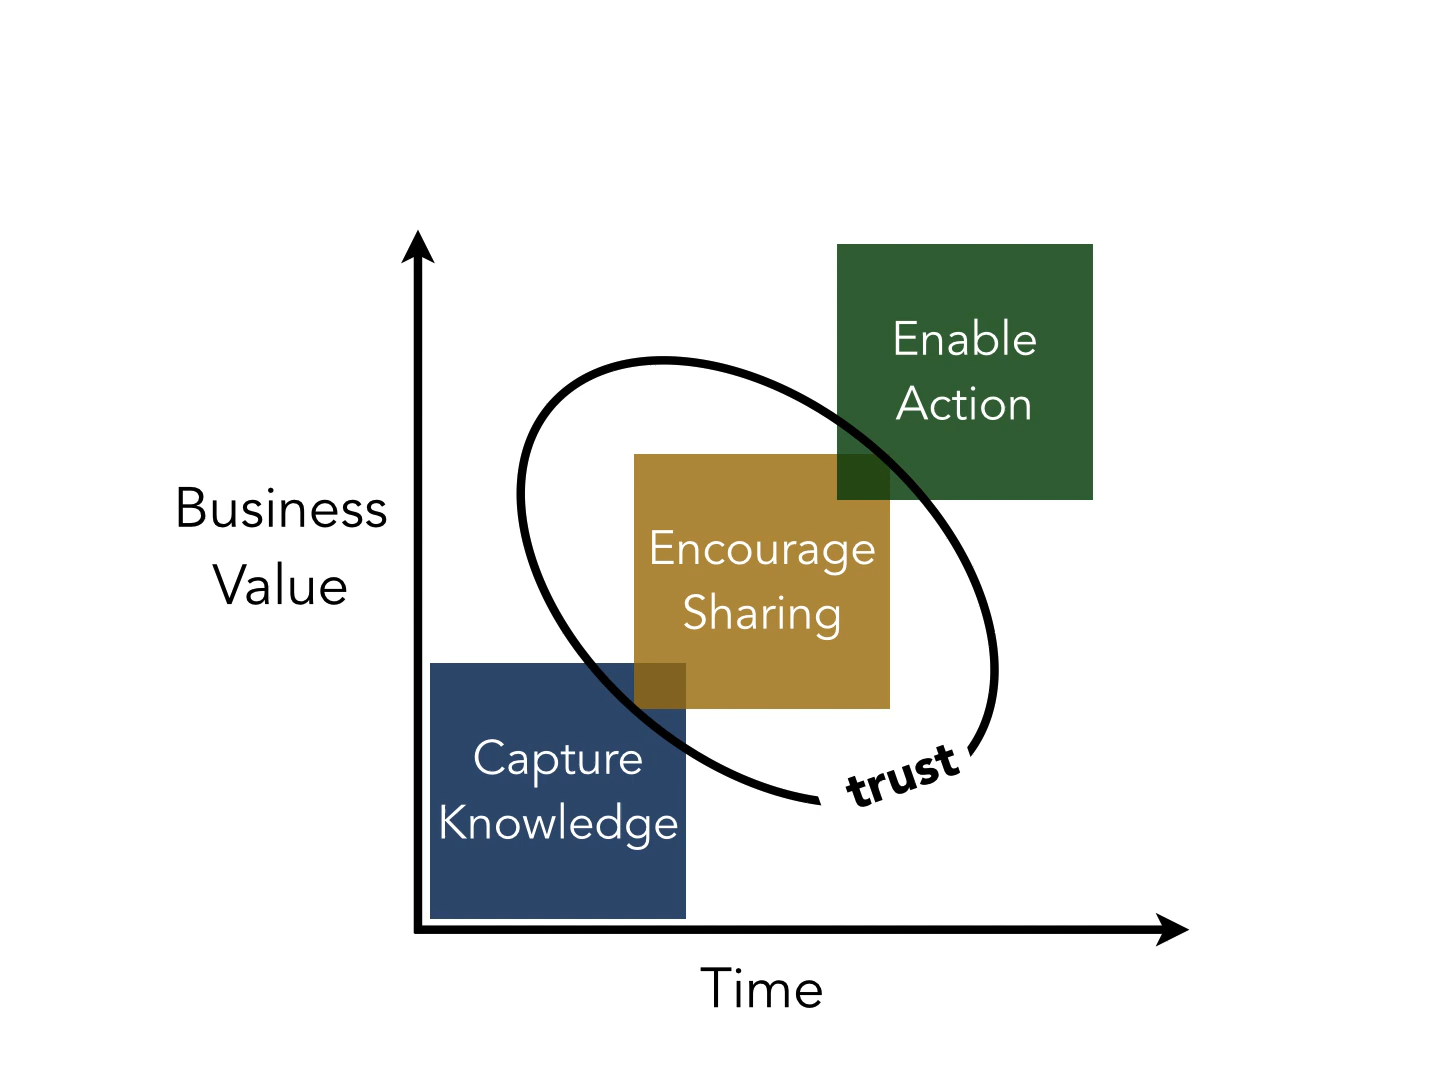 Enable
Action
Business
Value
Encourage
Sharing
Capture
Knowledge
trust
Time